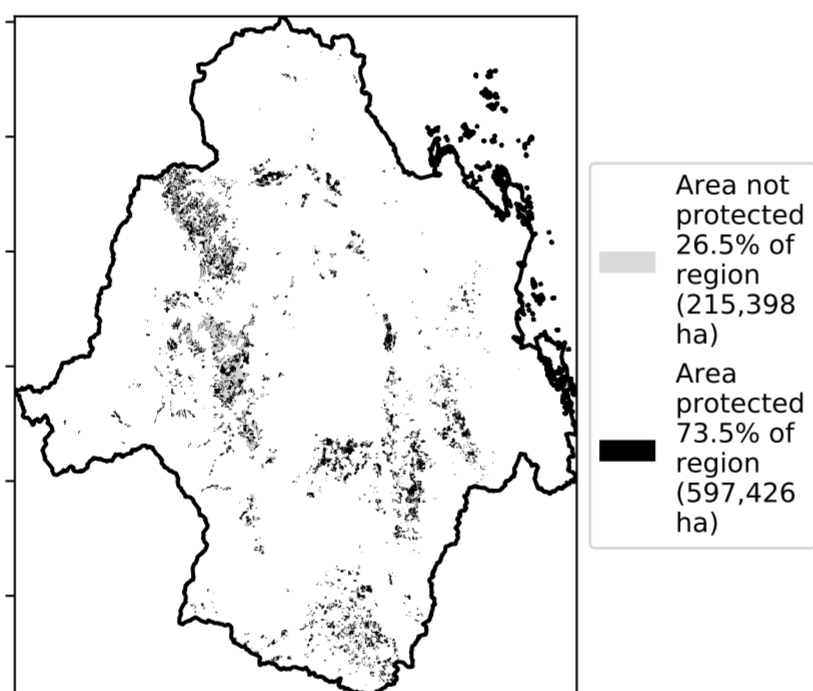 Area not
protected
26.5% of
region
(215,398
ha)
Area
protected
73.5% of
region
(597,426
ha)